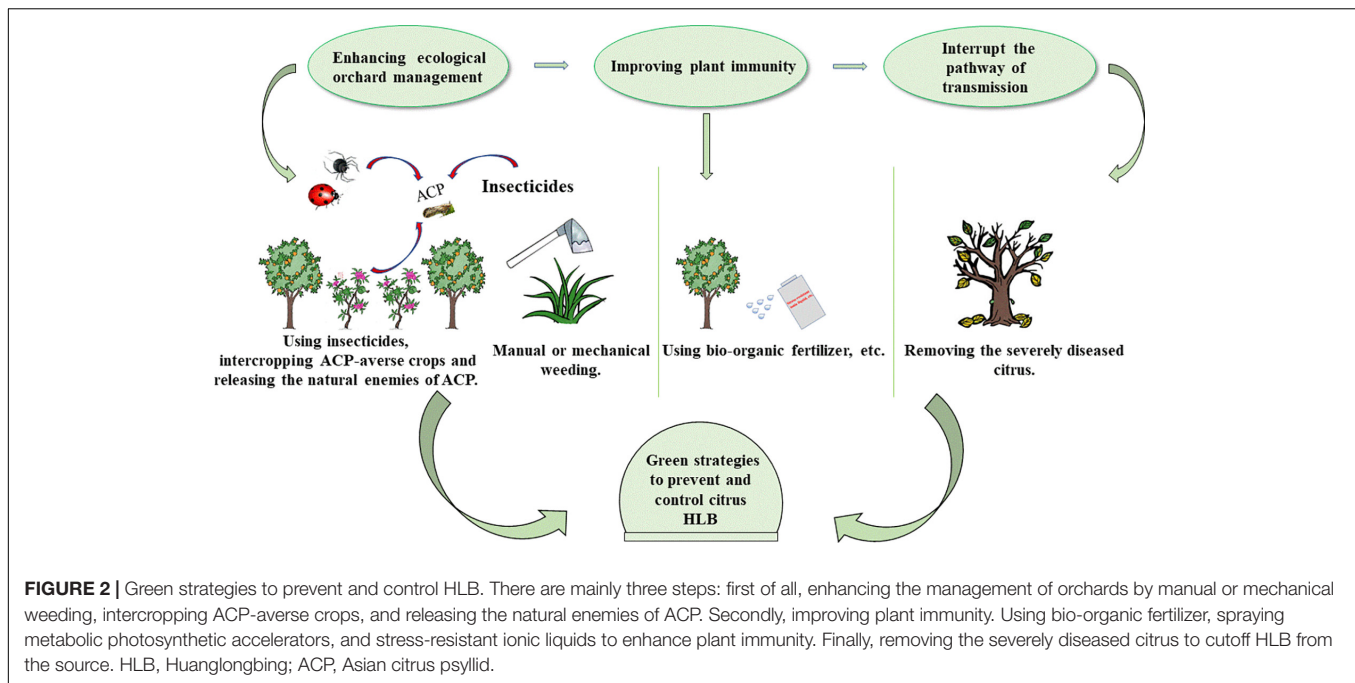 Enhancing ecological
orchard management
Improving plant immunity
Interrupt the
pathway of
transmission
ACP
Insecticides
Using insecticides,
intercropping ACP-averse crops and
releasing the natural enemies of ACP.
Manual or mechanical
weeding.
Using bio-organic fertilizer, etc.
Removing the severely diseased
citrus.
Green strategies
to prevent and
control citrus
HLB
FIGURE 2 | Green strategies to prevent and control HLB. There are mainly three steps: first of all, enhancing the management of orchards by manual or mechanical
weeding, intercropping ACP-averse crops, and releasing the natural enemies of ACP. Secondly, improving plant immunity. Using bio-organic fertilizer, spraying
metabolic photosynthetic accelerators, and stress-resistant ionic liquids to enhance plant immunity. Finally, removing the severely diseased citrus to cutoff HLB from
the source. HLB, Huanglongbing; ACP, Asian citrus psyllid.